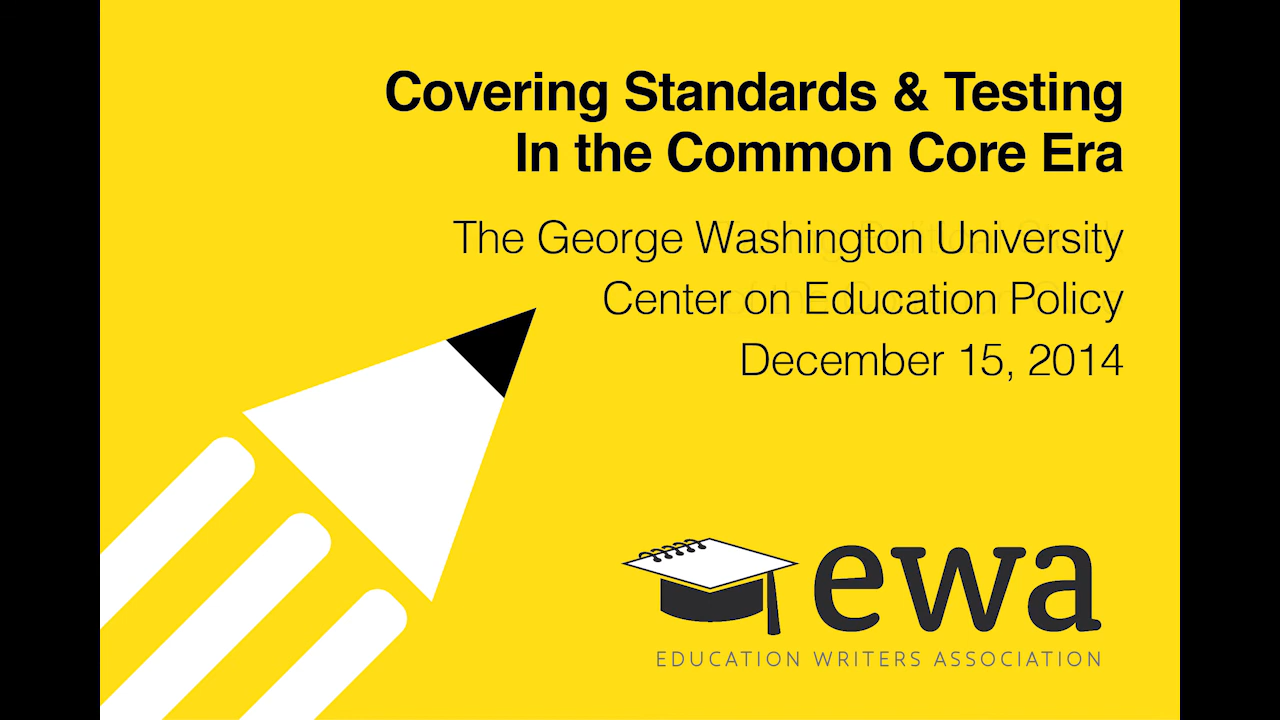 Covering Standards & Testing
In the Common Core Era
The George Washington University
Center on Education Policy
December 15, 2014
ewa
EDUCATION WRITERS ASSOCIATION